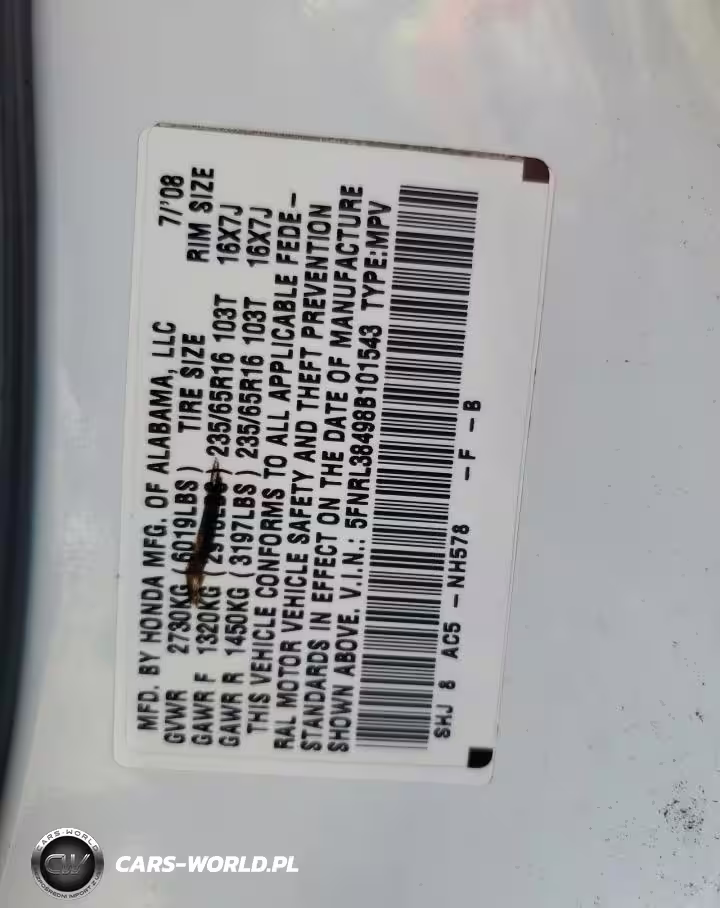 MFD. BY HONDA MFG. OF ALABAMA, LLC 7/'08
GVWR 2730KG (6019LBS) TIRE SIZE RIM SIZE
GAWR F 1320KG ( ) 235/65R16 103T 16X7J
GAWR R 1450KG (3197LBS) 235/65R16 103T 16X7J
THIS VEHICLE CONFORMS TO ALL APPLICABLE FEDE-
RAL MOTOR VEHICLE SAFETY AND THEFT PREVENTION
STANDARDS IN EFFECT ON THE DATE OF MANUFACTURE
SHOWN ABOVE. V.I.N.: 5FNRL38498B101543 TYPE:MPV
SHJ 8 AC5 - NH578 - F - B
CARS-WORLD
CW
CARS-WORLD.PL